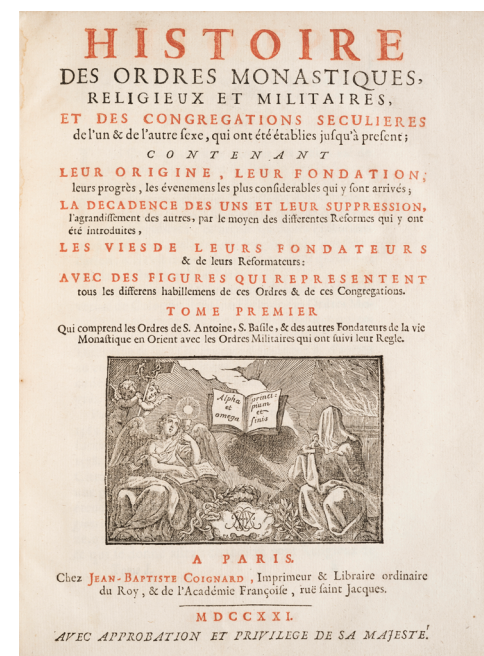 HISTOIRE
DES ORDRES MONASTIQUES,
RELIGIEUX ET MILITAIRES,
ET DES CONGREGATIONS SECULIERES
de l'un & de l'autre ſexe, qui ont été établies juſqu'à preſent;
CONTENANT
LEUR ORIGINE, LEUR FONDATION,
leurs progrès, les évenemens les plus conſiderables qui y ſont arrivés;
LA DECADENCE DES UNS ET LEUR SUPPRESSION,
l'agrandiſſement des autres, par le moyen des differentes Reformes qui y ont
été introduites,
LES VIES DE LEURS FONDATEURS
& de leurs Reformateurs:
AVEC DES FIGURES QUI REPRESENTENT
tous les differens habillemens de ces Ordres & de ces Congregations.
TOME PREMIER
Qui comprend les Ordres de S. Antoine, S. Baſile, & des autres Fondateurs de la vie
Monaſtique en Orient avec les Ordres Militaires qui ont ſuivi leur Regle.
Alpha
et
omega
princi-
pium
et
finis
A PARIS.
Chez JEAN-BAPTISTE COIGNARD, Imprimeur & Libraire ordinaire
du Roy, & de l'Académie Françoiſe, ruë ſaint Jacques.
MDCCXXI.
AVEC APPROBATION ET PRIVILEGE DE SA MAJESTÉ.